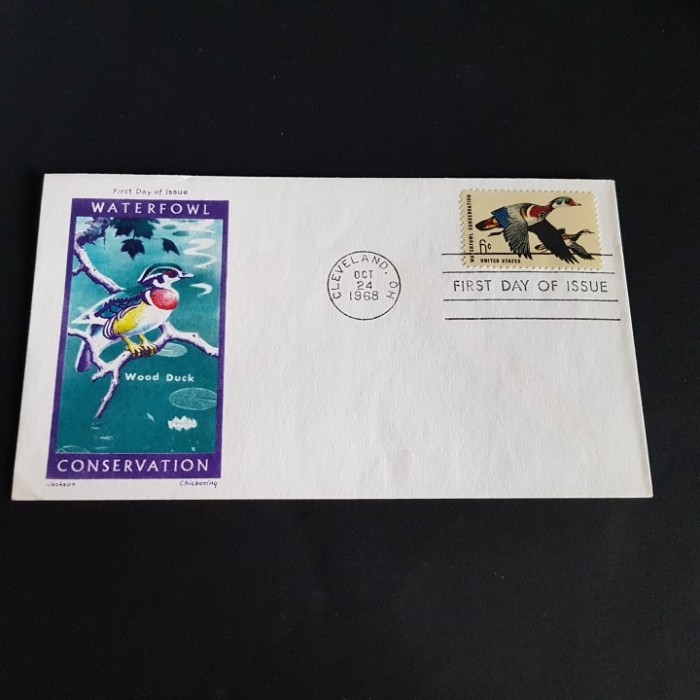 First Day of Issue
WATERFOWL
Wood Duck
CONSERVATION
Jackson Chickering
CLEVELAND, OH
OCT
24
1968
WATERFOWL CONSERVATION
6c
UNITED STATES
FIRST DAY OF ISSUE